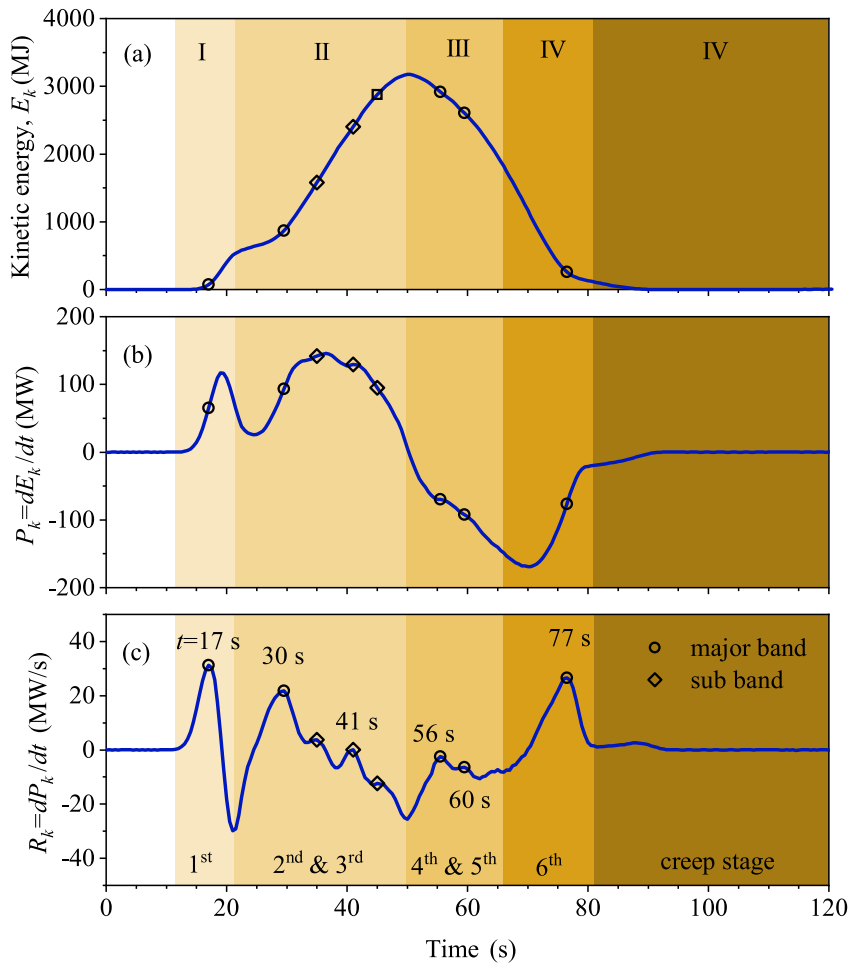 (a) I II III IV IV
Kinetic energy, E_k (MJ)
4000
3000
2000
1000
0
(b)
P_k=dE_k/dt (MW)
200
100
0
-100
-200
(c) t=17 s 30 s 41 s 56 s 60 s 77 s
major band
sub band
R_k=dP_k/dt (MW/s)
40
20
0
-20
-40
1st 2nd & 3rd 4th & 5th 6th creep stage
0 20 40 60 80 100 120
Time (s)